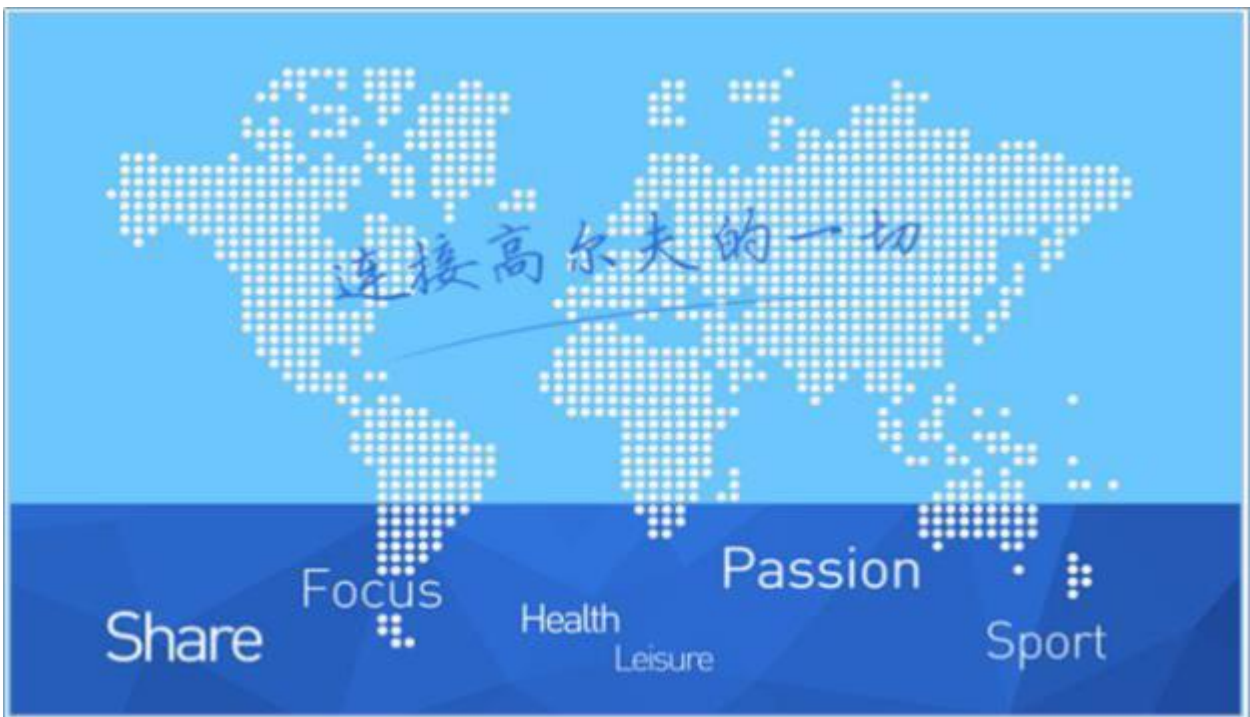 连接高尔夫的一切
Passion
Focus
Share
Health
Sport
Leisure